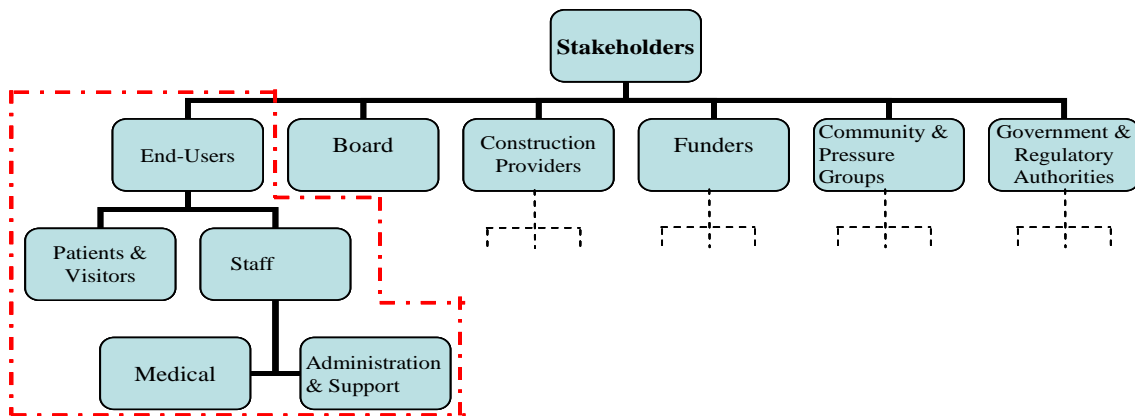 Stakeholders
End-Users
Board
Construction
Providers
Funders
Community &
Pressure
Groups
Government &
Regulatory
Authorities
Patients &
Visitors
Staff
Medical
Administration
& Support